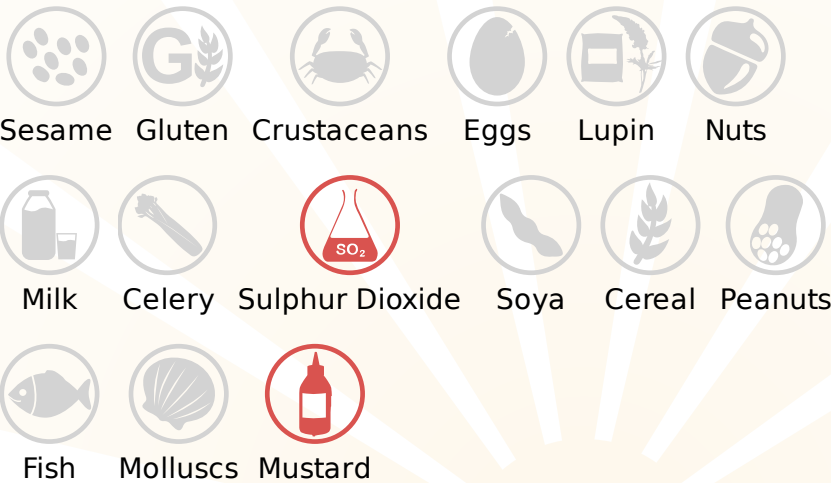 G
Sesame Gluten Crustaceans Eggs Lupin Nuts
SO₂
Milk Celery Sulphur Dioxide Soya Cereal Peanuts
Fish Molluscs Mustard